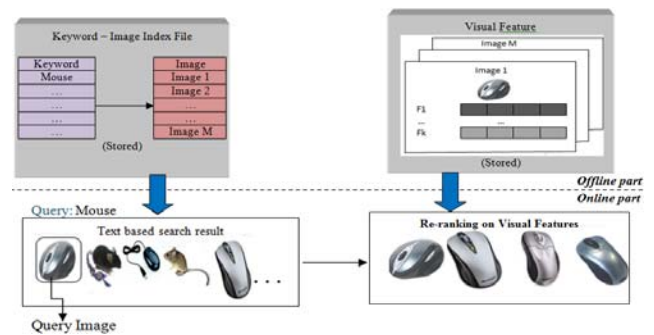 Keyword – Image Index File
Keyword
Mouse
...
...
...
Image
Image 1
Image 2
...
...
Image M
(Stored)
Visual Feature
Image M
Image 1
F1
...
...
Fk
(Stored)
Offline part
Online part
Query: Mouse
Text based search result
...
Query Image
Re-ranking on Visual Features